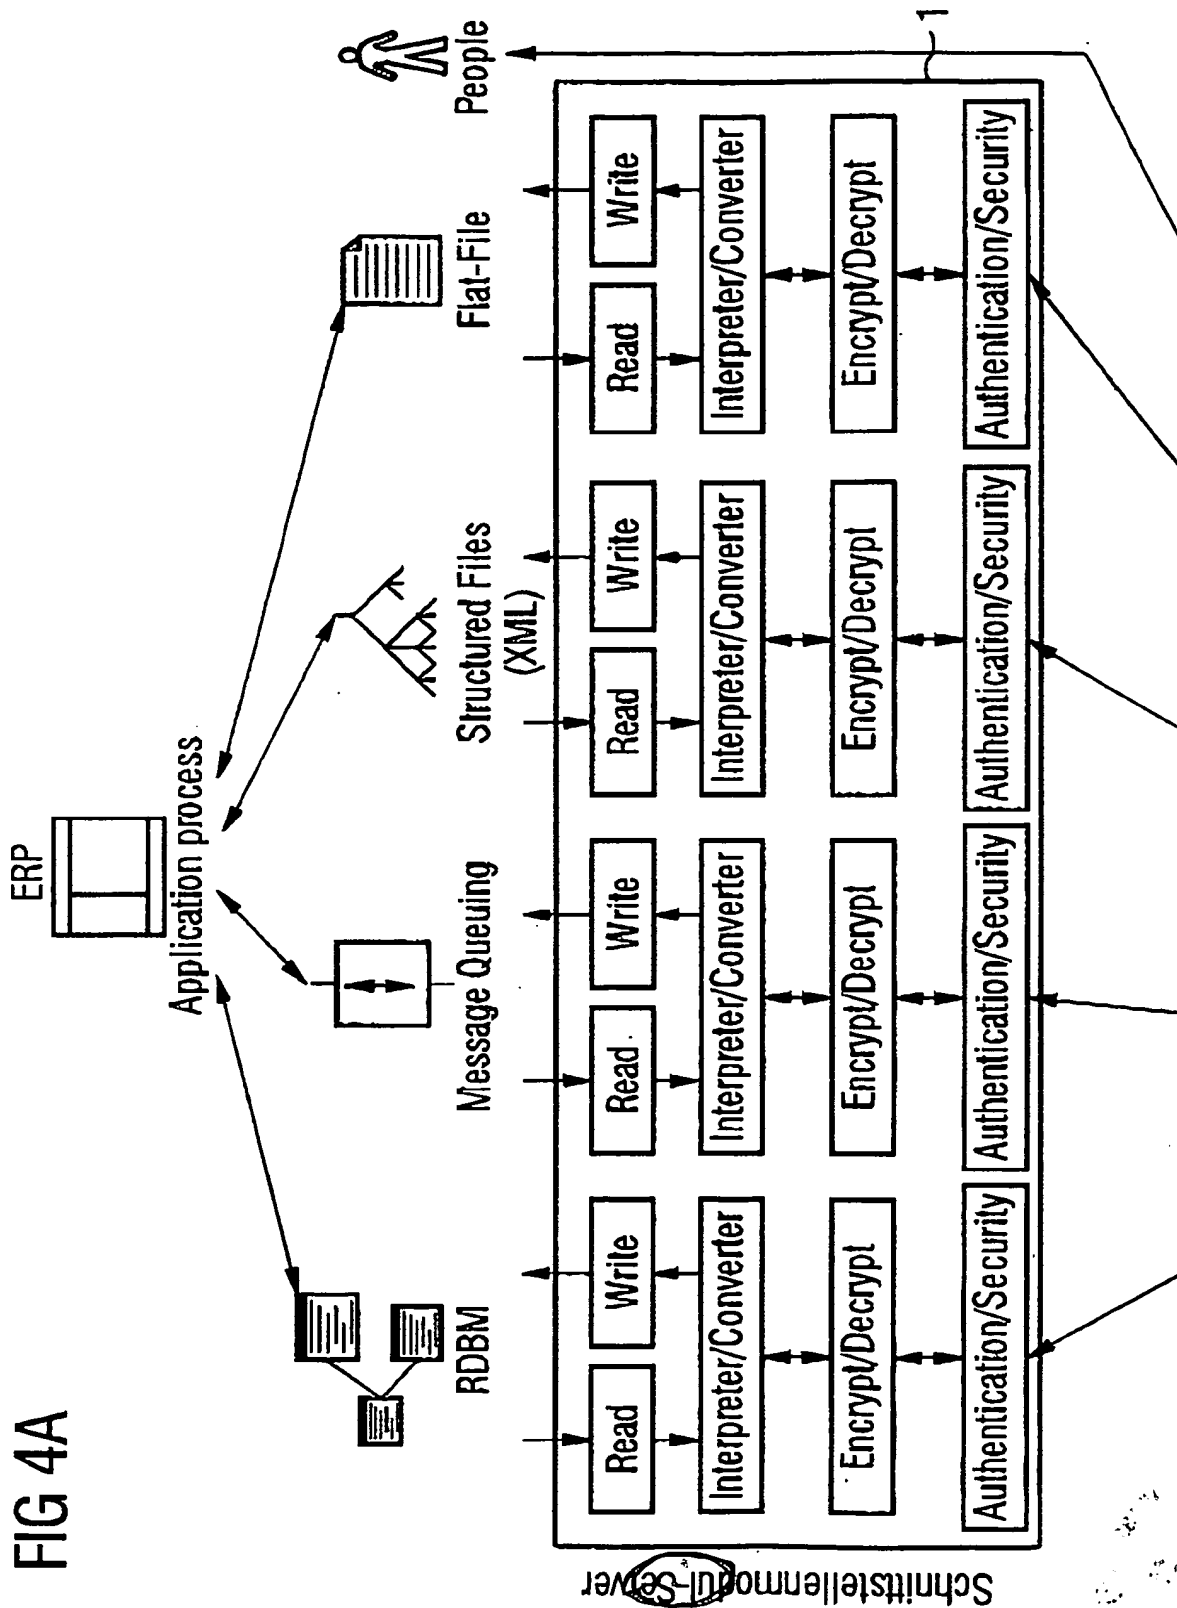 FIG 4A
ERP
Application process
RDBM
Message Queuing
Structured Files
(XML)
Flat-File
People
Read
Write
Read
Write
Read
Write
Read
Write
Interpreter/Converter
Interpreter/Converter
Interpreter/Converter
Interpreter/Converter
Encrypt/Decrypt
Encrypt/Decrypt
Encrypt/Decrypt
Encrypt/Decrypt
Authentication/Security
Authentication/Security
Authentication/Security
Authentication/Security
Schnittstellenmodul-Server
1